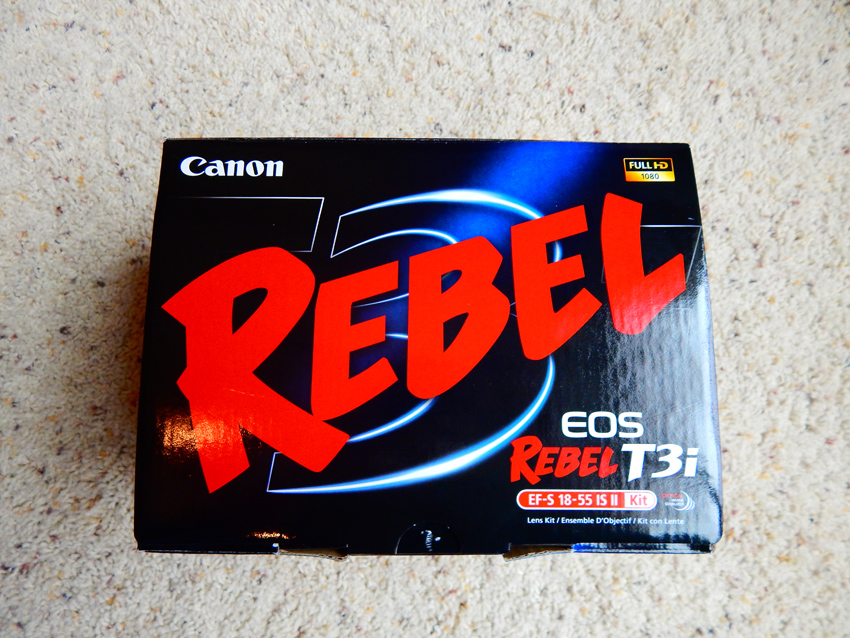 Canon
FULL HD
1080
REBEL
EOS
REBEL T3i
EF-S 18-55 IS II Kit
Lens Kit / Ensemble D'Objectif / Kit con Lente